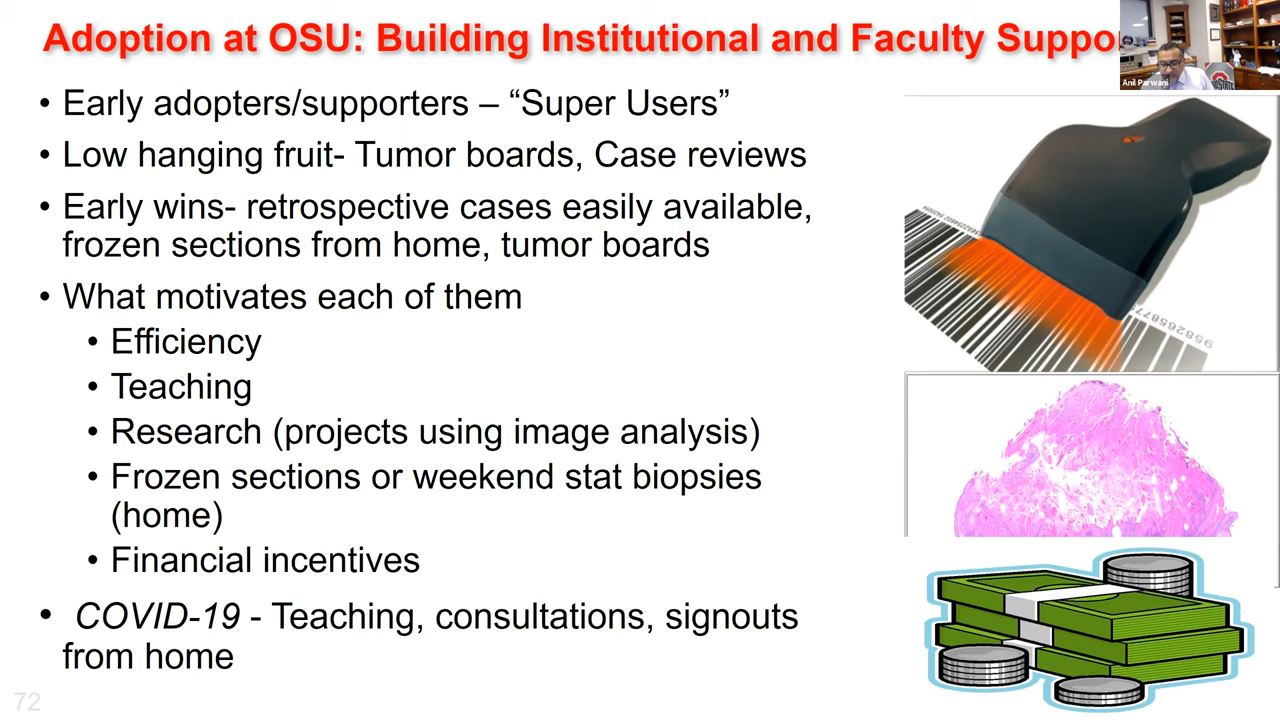 Adoption at OSU: Building Institutional and Faculty Suppo
Anil Parwani
• Early adopters/supporters – “Super Users”
• Low hanging fruit- Tumor boards, Case reviews
• Early wins- retrospective cases easily available,
frozen sections from home, tumor boards
• What motivates each of them
• Efficiency
• Teaching
• Research (projects using image analysis)
• Frozen sections or weekend stat biopsies
(home)
• Financial incentives
• COVID-19 - Teaching, consultations, signouts
from home
72